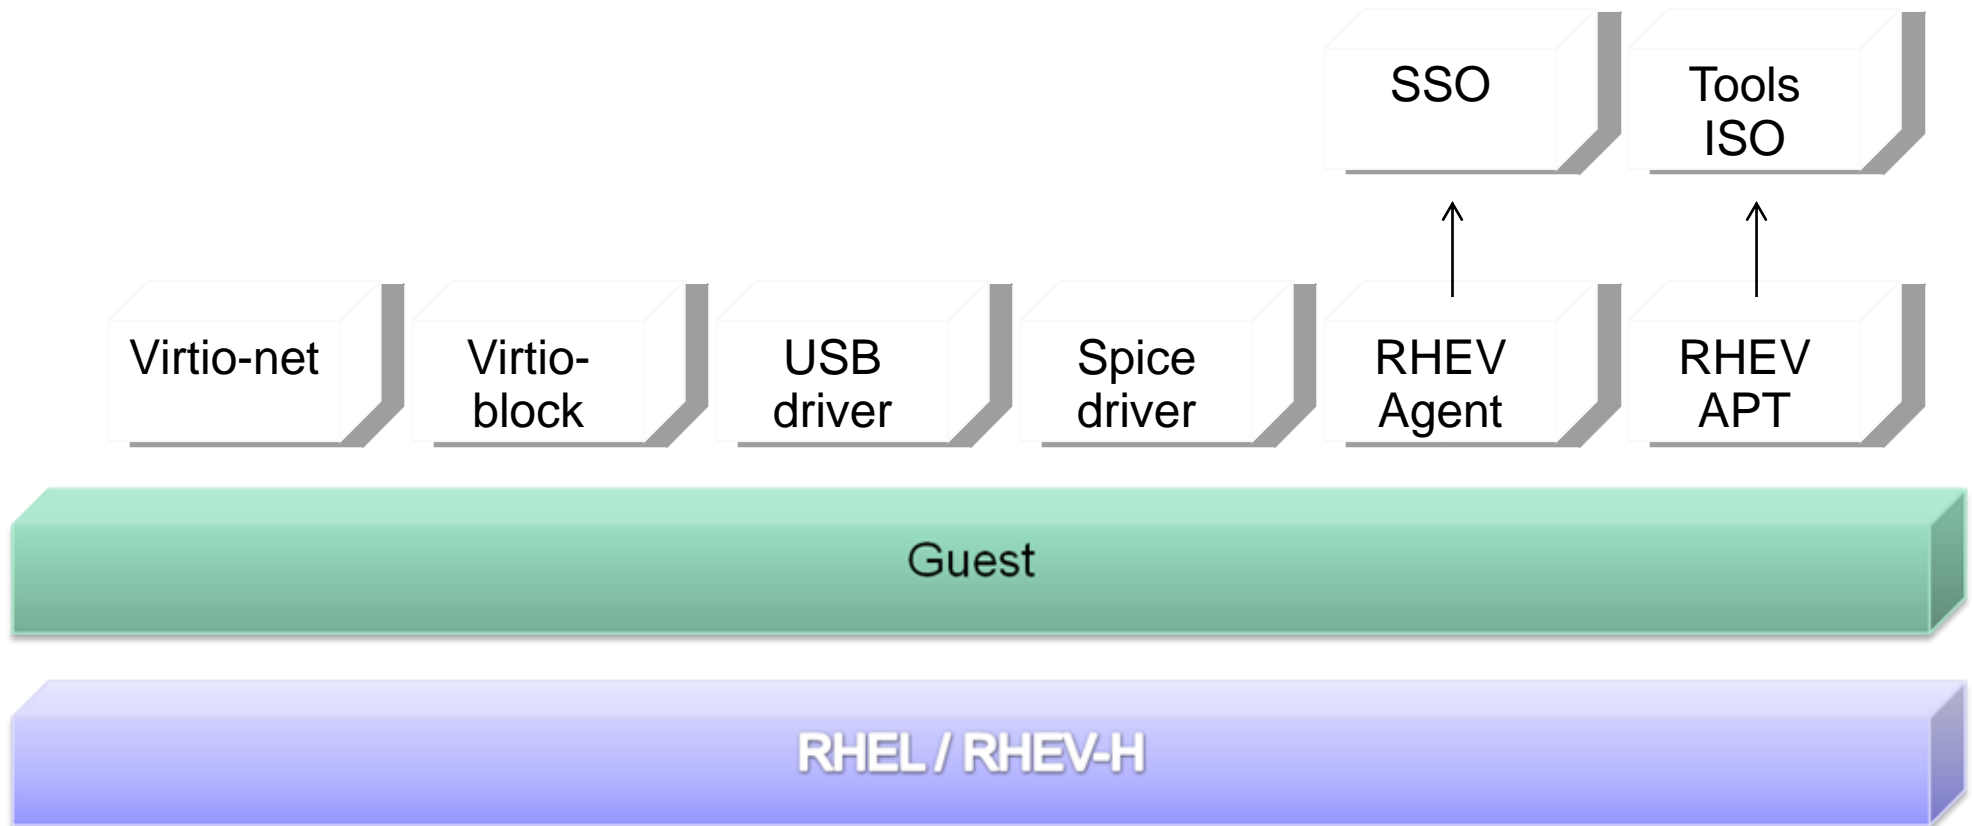 SSO
Tools
ISO
Virtio-net
Virtio-
block
USB
driver
Spice
driver
RHEV
Agent
RHEV
APT
Guest
RHEL / RHEV-H